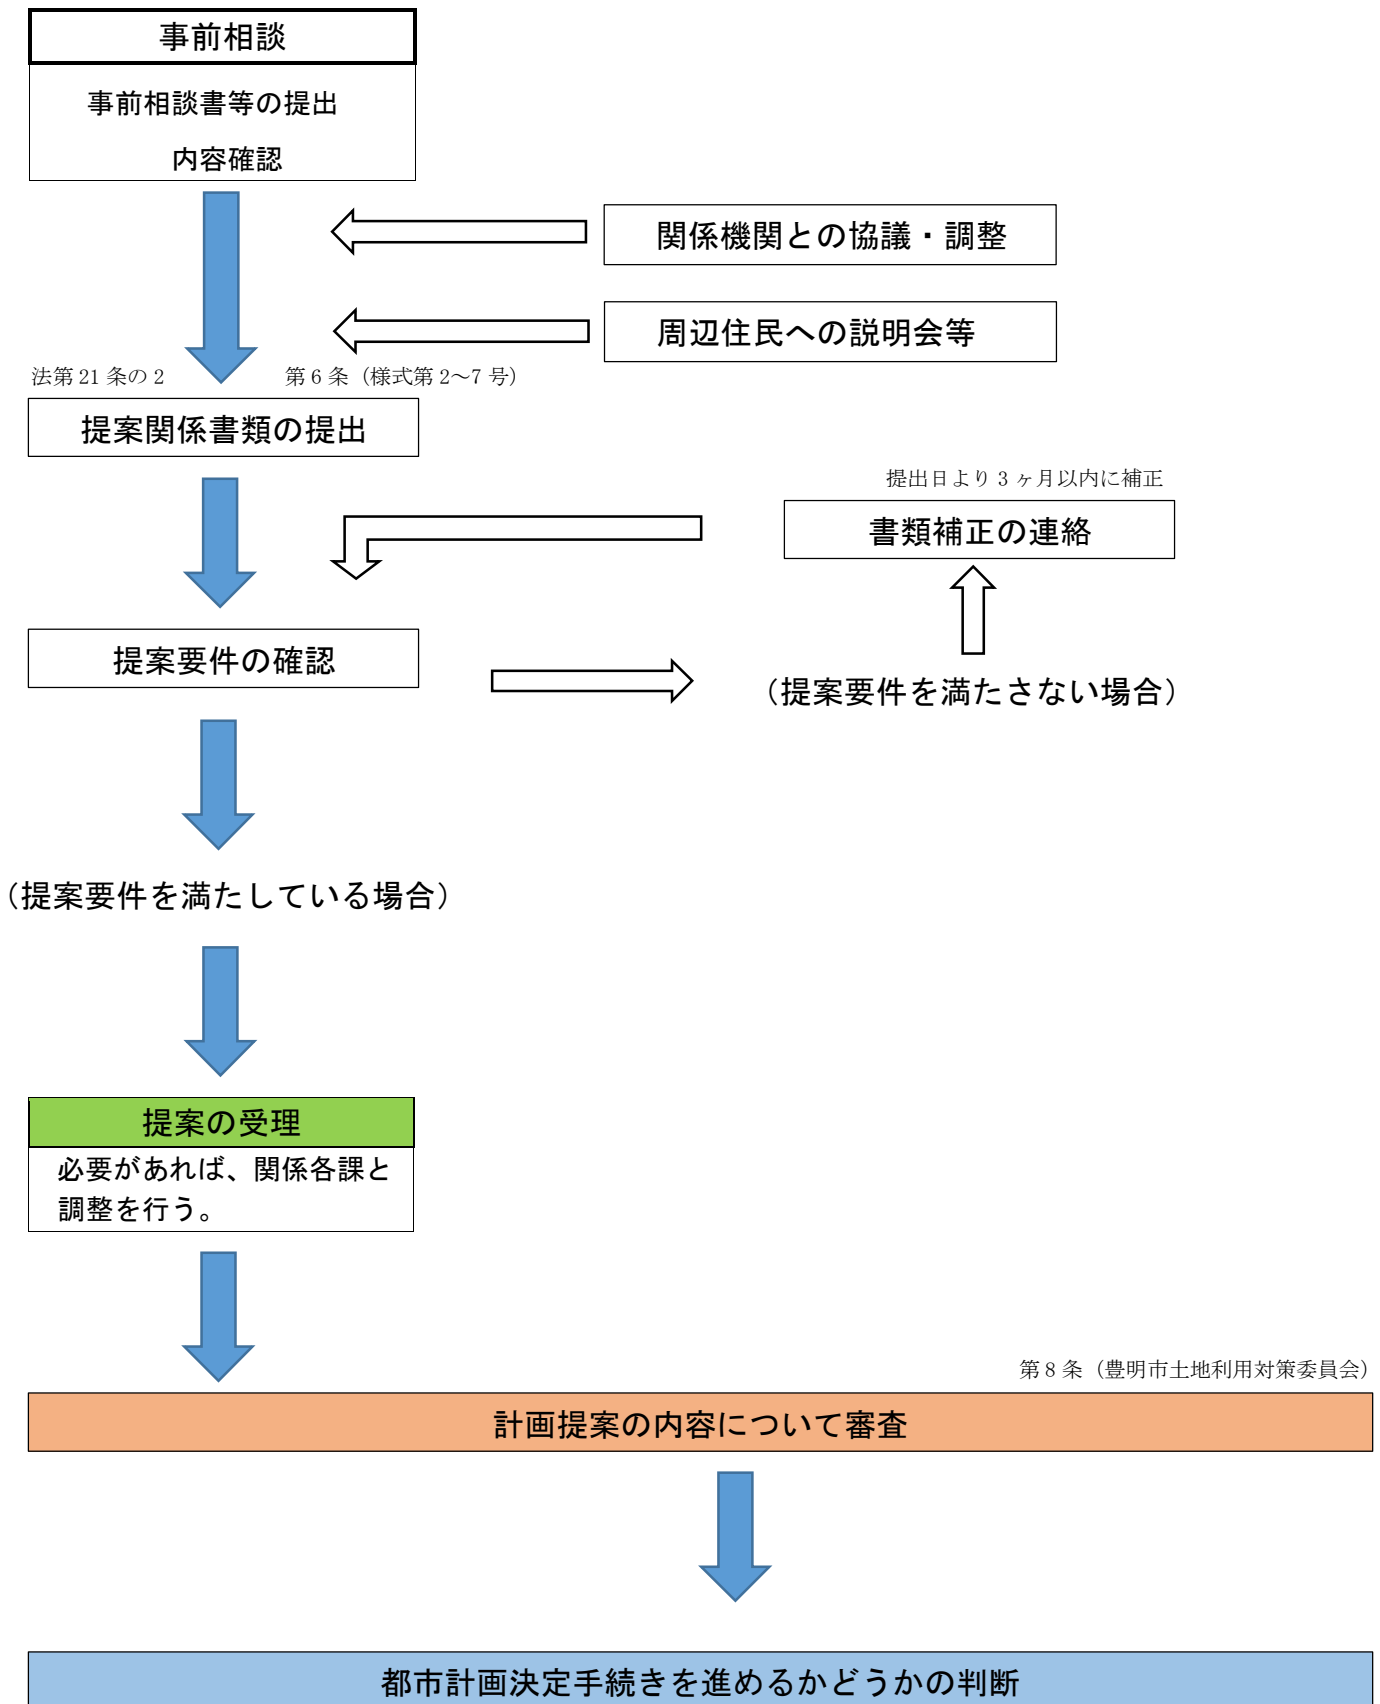 事前相談
事前相談書等の提出
内容確認
関係機関との協議・調整
周辺住民への説明会等
法第 21 条の 2
第 6 条（様式第 2～7 号）
提案関係書類の提出
提出日より 3 ヶ月以内に補正
書類補正の連絡
提案要件の確認
（提案要件を満たさない場合）
（提案要件を満たしている場合）
提案の受理
必要があれば、関係各課と
調整を行う。
第 8 条（豊明市土地利用対策委員会）
計画提案の内容について審査
都市計画決定手続きを進めるかどうかの判断